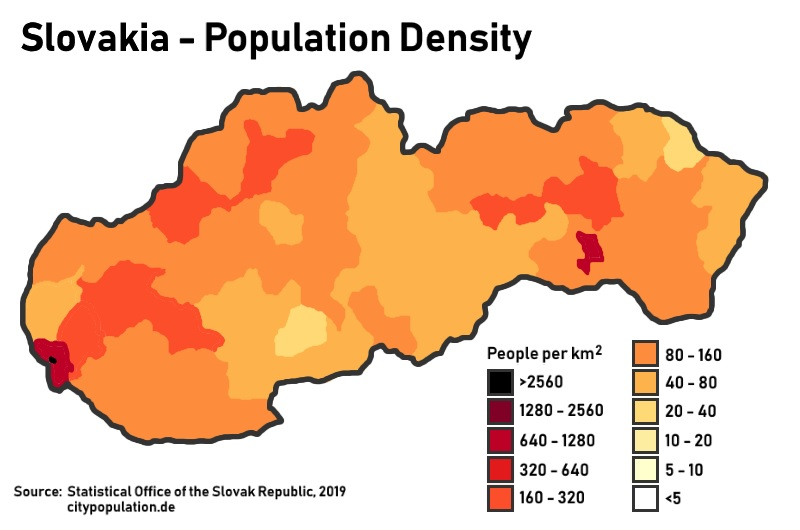 Slovakia - Population Density
People per km²
>2560
1280 - 2560
640 - 1280
320 - 640
160 - 320
80 - 160
40 - 80
20 - 40
10 - 20
5 - 10
<5
Source: Statistical Office of the Slovak Republic, 2019
citypopulation.de